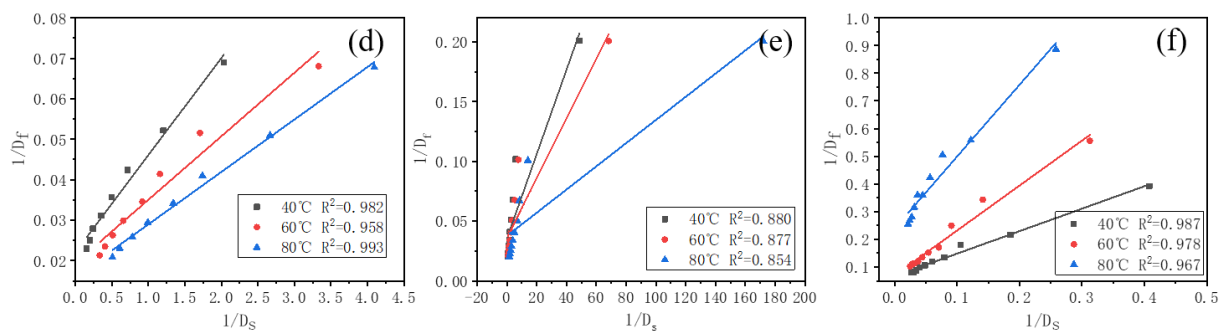 (d)
0.08
0.07
0.06
0.05
0.04
0.03
0.02
1/Df
40℃ R²=0.982
60℃ R²=0.958
80℃ R²=0.993
0.0 0.5 1.0 1.5 2.0 2.5 3.0 3.5 4.0 4.5
1/DS
(e)
0.20
0.15
0.10
0.05
0.00
1/Df
40℃ R²=0.880
60℃ R²=0.877
80℃ R²=0.854
-20 0 20 40 60 80 100 120 140 160 180 200
1/Ds
(f)
1.0
0.9
0.8
0.7
0.6
0.5
0.4
0.3
0.2
0.1
1/Df
40℃ R²=0.987
60℃ R²=0.978
80℃ R²=0.967
0.0 0.1 0.2 0.3 0.4 0.5
1/DS